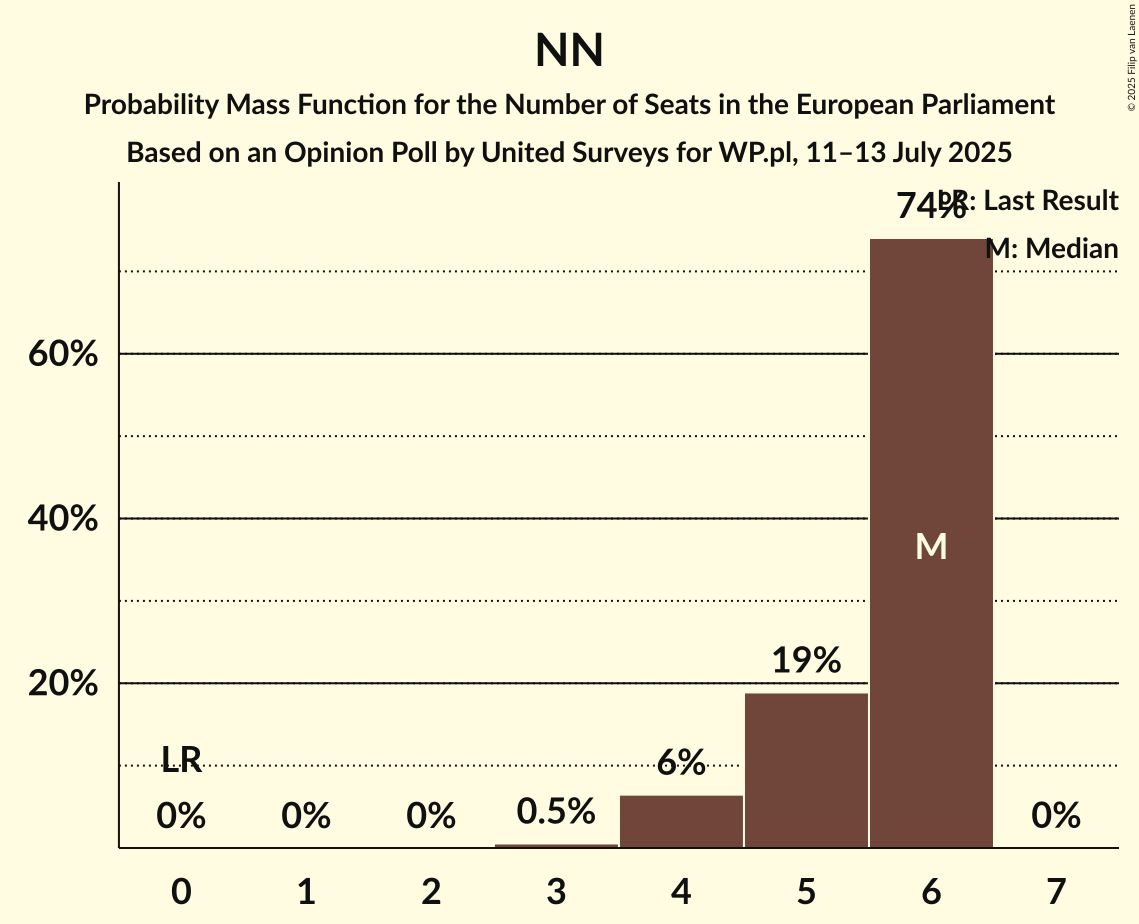 NN
Probability Mass Function for the Number of Seats in the European Parliament
Based on an Opinion Poll by United Surveys for WP.pl, 11–13 July 2025
© 2025 Filip van Laenen
LR: Last Result
M: Median
74%
60%
40%
M
20%
19%
LR
6%
0%
0%
0%
0.5%
0%
0
1
2
3
4
5
6
7